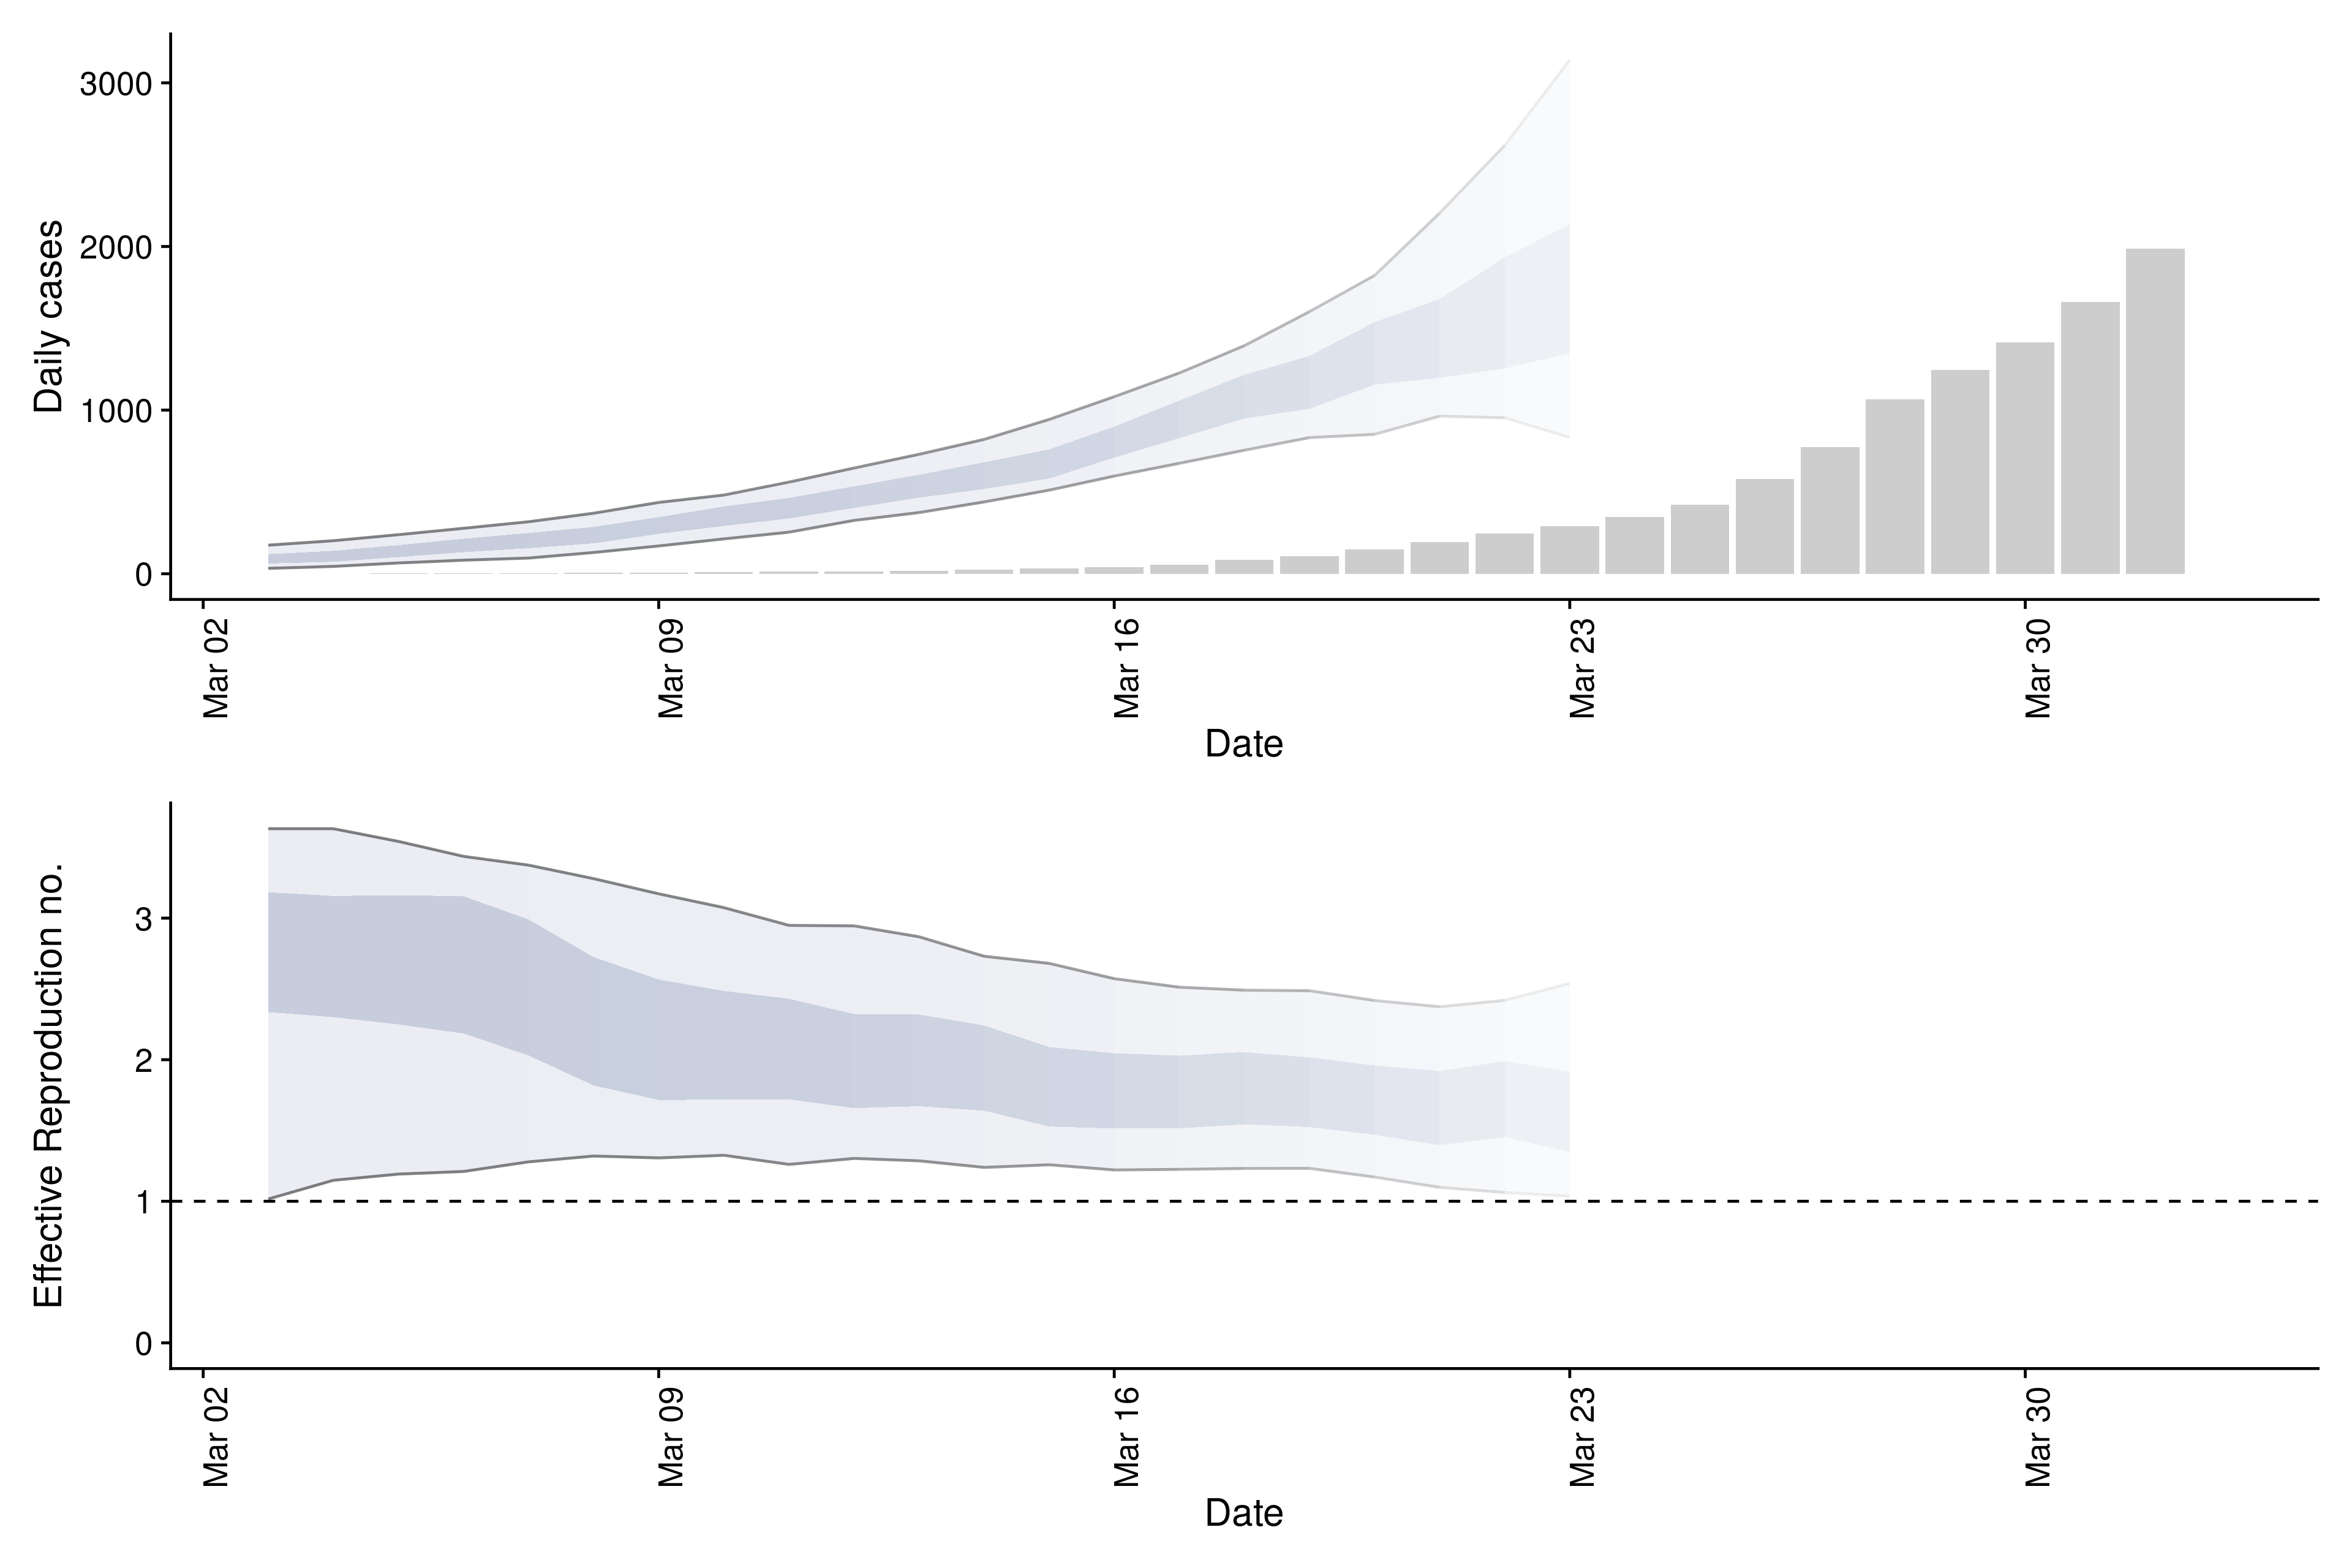 Daily cases
3000
2000
1000
0
Mar 02
Mar 09
Mar 16
Mar 23
Mar 30
Date
Effective Reproduction no.
3
2
1
0
Mar 02
Mar 09
Mar 16
Mar 23
Mar 30
Date